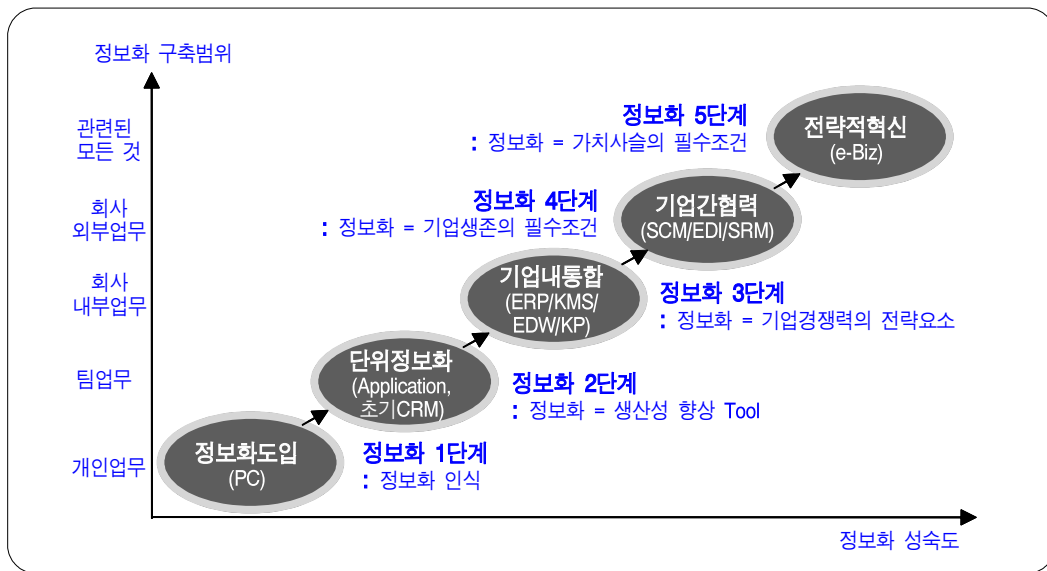 정보화 구축범위
관련된
모든 것
정보화 5단계
: 정보화 = 가치사슬의 필수조건
전략적혁신
(e-Biz)
회사
외부업무
정보화 4단계
: 정보화 = 기업생존의 필수조건
기업간협력
(SCM/EDI/SRM)
회사
내부업무
기업내통합
(ERP/KMS/
EDW/KP)
정보화 3단계
: 정보화 = 기업경쟁력의 전략요소
팀업무
단위정보화
(Application,
초기CRM)
정보화 2단계
: 정보화 = 생산성 향상 Tool
개인업무
정보화도입
(PC)
정보화 1단계
: 정보화 인식
정보화 성숙도